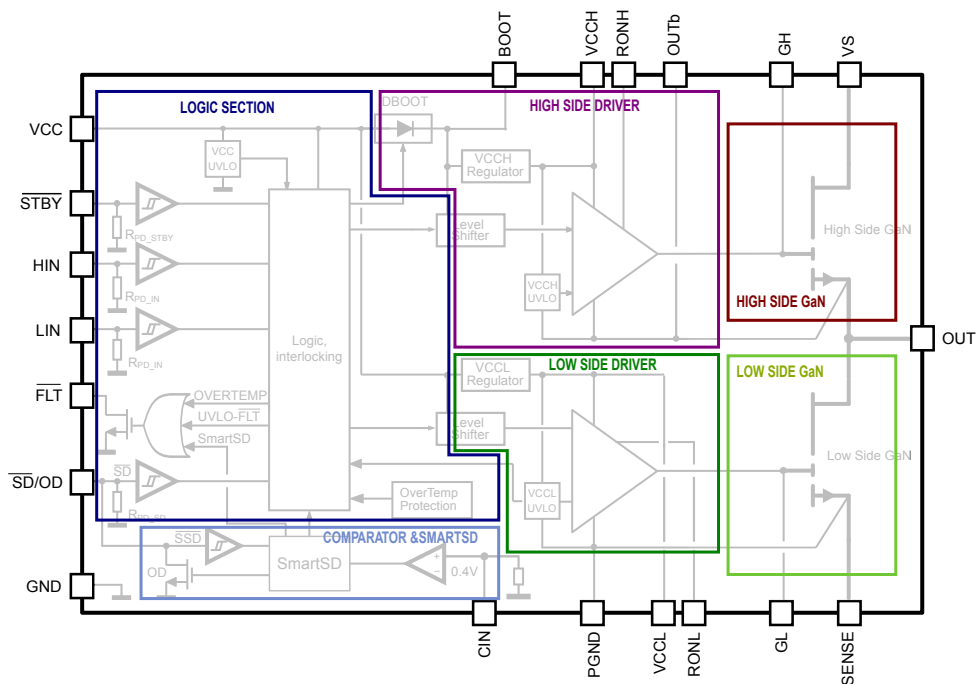 BOOT
VCCH
RONH
OUTb
GH
VS
LOGIC SECTION
DBOOT
HIGH SIDE DRIVER
VCC
VCC
UVLO
VCCH
Regulator
HIGH SIDE GaN
High Side GaN
STBY
RPD_STBY
Level
Shifter
HIN
RPD_IN
VCCH
UVLO
LIN
RPD_IN
Logic,
interlocking
OUT
LOW SIDE DRIVER
VCCL
Regulator
LOW SIDE GaN
FLT
OVERTEMP
UVLO-FLT
SmartSD
Level
Shifter
Low Side GaN
SD/OD
SD
RPD_SD
OverTemp
Protection
VCCL
UVLO
COMPARATOR &SMARTSD
SSD
OD
SmartSD
+
−
0.4V
GND
CIN
PGND
VCCL
RONL
GL
SENSE